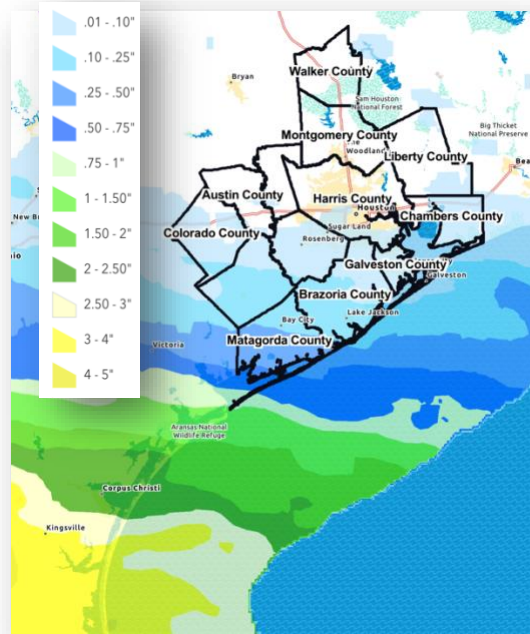 .01 - .10"
.10 - .25"
.25 - .50"
.50 - .75"
.75 - 1"
1 - 1.50"
1.50 - 2"
2 - 2.50"
2.50 - 3"
3 - 4"
4 - 5"
Bryan
Walker County
Sam Houston
National Forest
Big Thicket
National Preserve
Montgomery County
Woodland
Liberty County
Bea
Austin County
Harris County
Houston
Chambers County
New B
Colorado County
Sugar Land
Rosenberg
Galveston County
Galveston
Brazoria County
Bay City
Lake Jackson
Matagorda County
Victoria
Aransas National
Wildlife Refuge
Corpus Christi
Kingsville